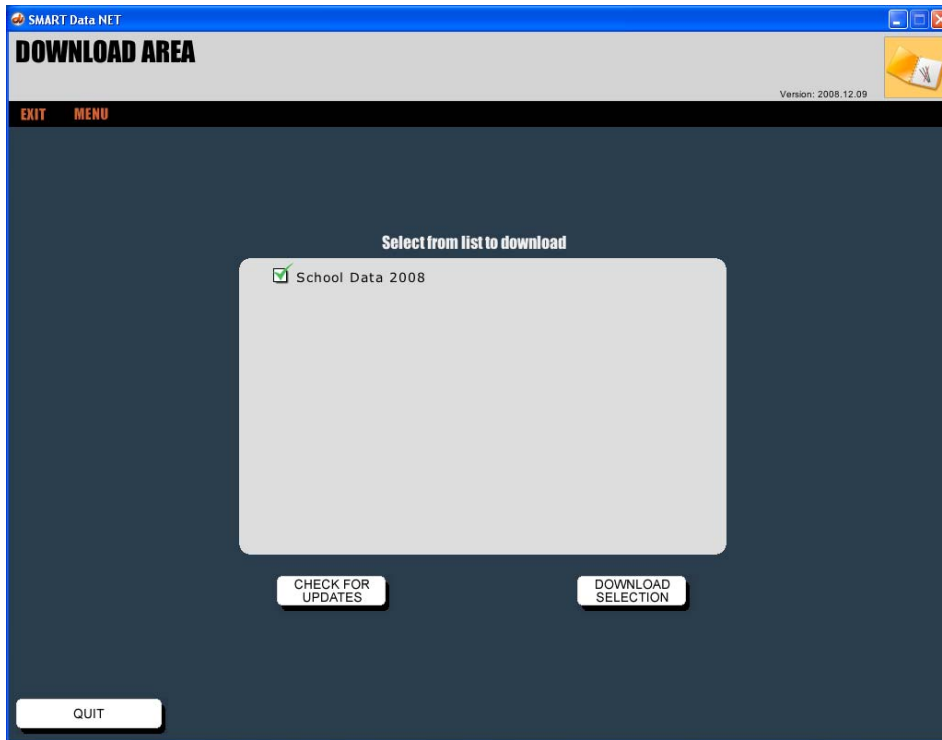 SMART Data NET
DOWNLOAD AREA
Version: 2008.12.09
EXIT MENU
Select from list to download
School Data 2008
CHECK FOR
UPDATES
DOWNLOAD
SELECTION
QUIT